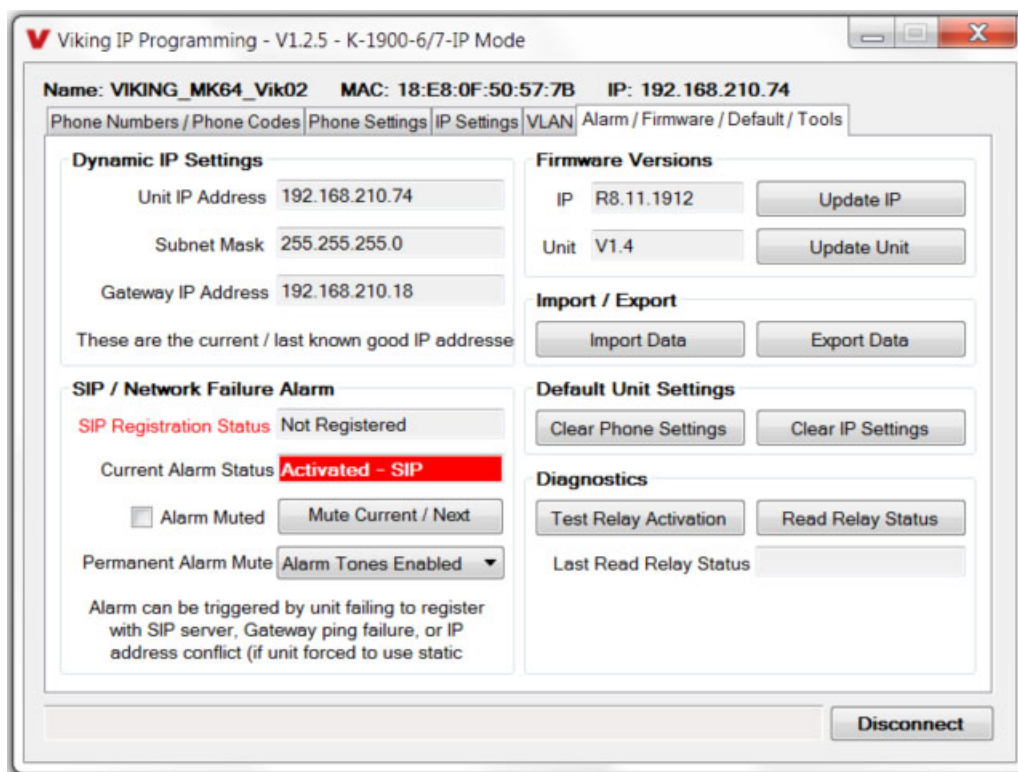 Viking IP Programming - V1.2.5 - K-1900-6/7-IP Mode
Name: VIKING_MK64_Vik02 MAC: 18:E8:0F:50:57:7B IP: 192.168.210.74
Phone Numbers / Phone Codes Phone Settings IP Settings VLAN Alarm / Firmware / Default / Tools
Dynamic IP Settings
Unit IP Address 192.168.210.74
Subnet Mask 255.255.255.0
Gateway IP Address 192.168.210.18
These are the current / last known good IP addresse
SIP / Network Failure Alarm
SIP Registration Status Not Registered
Current Alarm Status Activated - SIP
Alarm Muted Mute Current / Next
Permanent Alarm Mute Alarm Tones Enabled
Alarm can be triggered by unit failing to register
with SIP server, Gateway ping failure, or IP
address conflict (if unit forced to use static
Firmware Versions
IP R8.11.1912 Update IP
Unit V1.4 Update Unit
Import / Export
Import Data Export Data
Default Unit Settings
Clear Phone Settings Clear IP Settings
Diagnostics
Test Relay Activation Read Relay Status
Last Read Relay Status
Disconnect